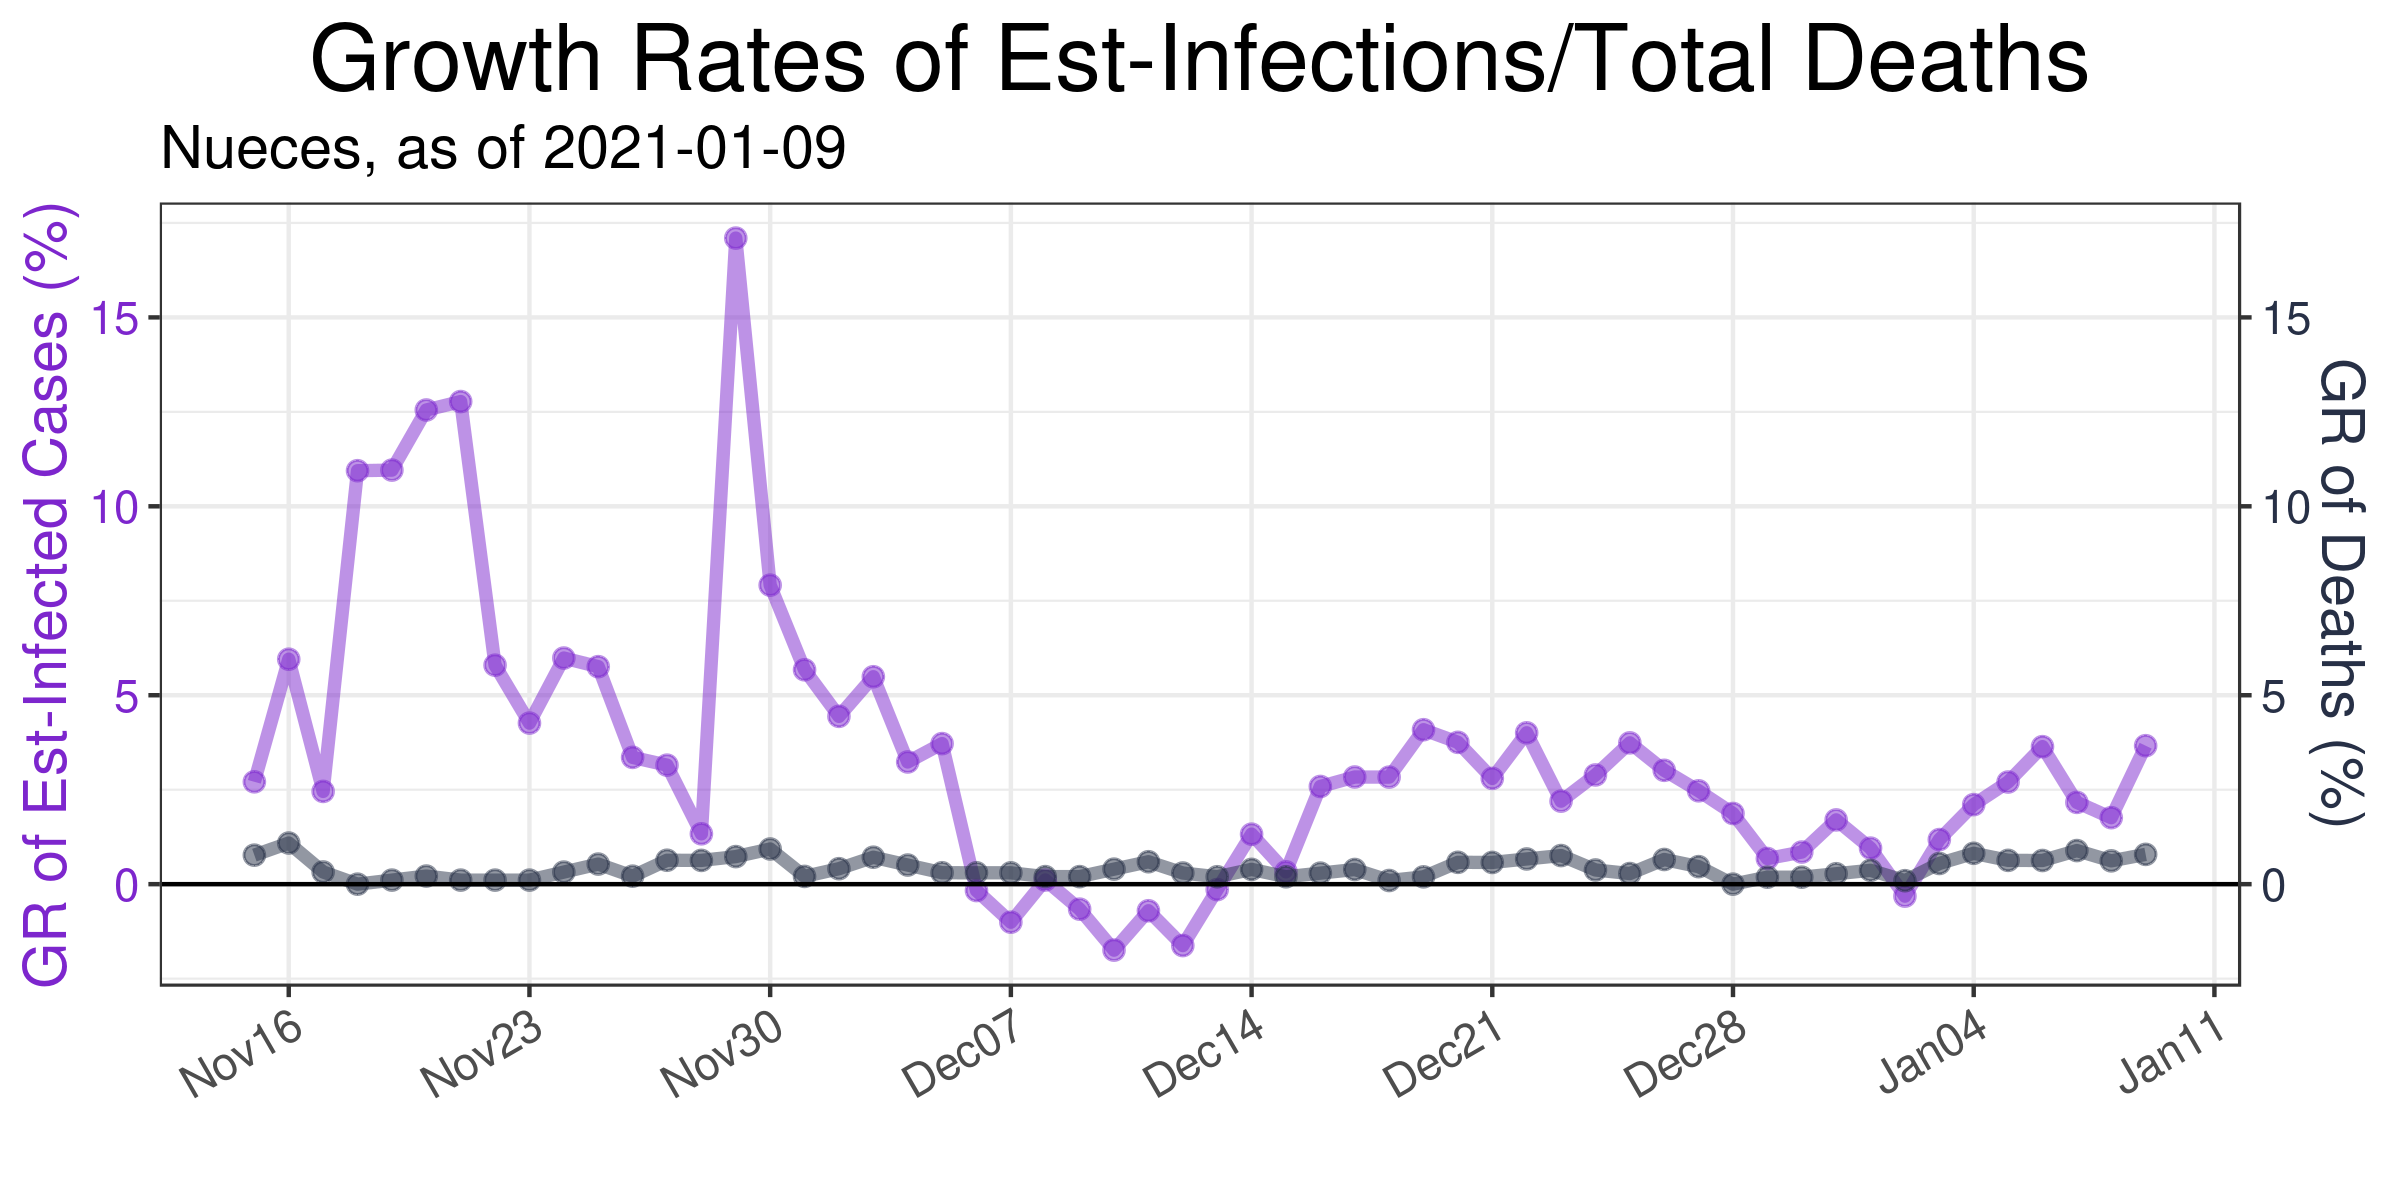 Growth Rates of Est-Infections/Total Deaths
Nueces, as of 2021-01-09
GR of Est-Infected Cases (%)
15
10
5
0
15
10
5
0
GR of Deaths (%)
Nov16
Nov23
Nov30
Dec07
Dec14
Dec21
Dec28
Jan04
Jan11